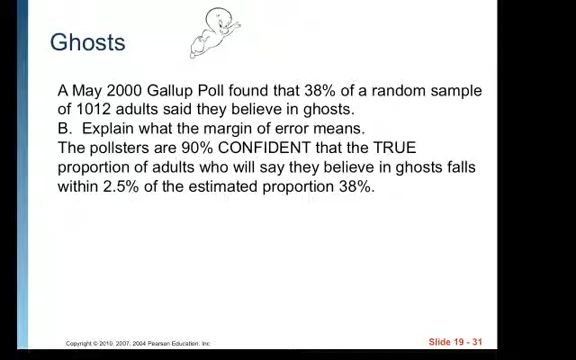 Ghosts
A May 2000 Gallup Poll found that 38% of a random sample
of 1012 adults said they believe in ghosts.
B. Explain what the margin of error means.
The pollsters are 90% CONFIDENT that the TRUE
proportion of adults who will say they believe in ghosts falls
within 2.5% of the estimated proportion 38%.
Copyright © 2010, 2007, 2004 Pearson Education, Inc.
Slide 19 - 31